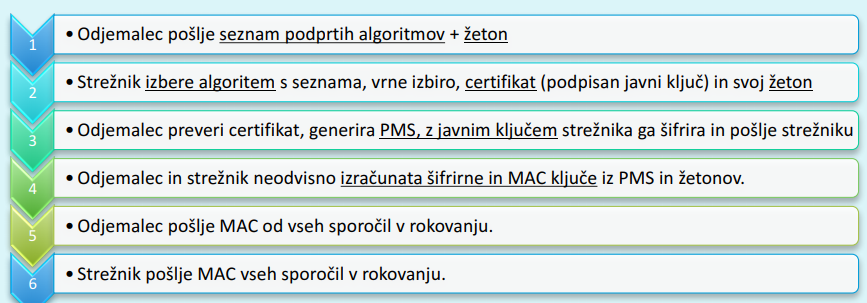 1 • Odjemalec pošlje seznam podprtih algoritmov + žeton
2 • Strežnik izbere algoritem s seznama, vrne izbiro, certifikat (podpisan javni ključ) in svoj žeton
3 • Odjemalec preveri certifikat, generira PMS, z javnim ključem strežnika ga šifrira in pošlje strežniku
4 • Odjemalec in strežnik neodvisno izračunata šifrirne in MAC ključe iz PMS in žetonov.
5 • Odjemalec pošlje MAC od vseh sporočil v rokovanju.
6 • Strežnik pošlje MAC vseh sporočil v rokovanju.